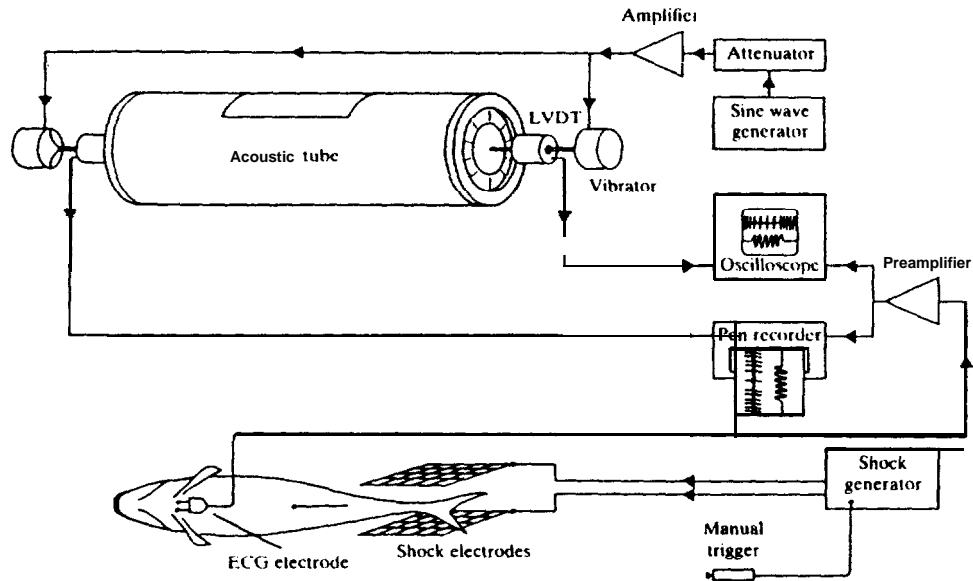 Amplifier
Attenuator
Sine wave
generator
LVDT
Acoustic tube
Vibrator
Oscilloscope
Preamplifier
Pen recorder
Shock
generator
Manual
trigger
Shock electrodes
ECG electrode